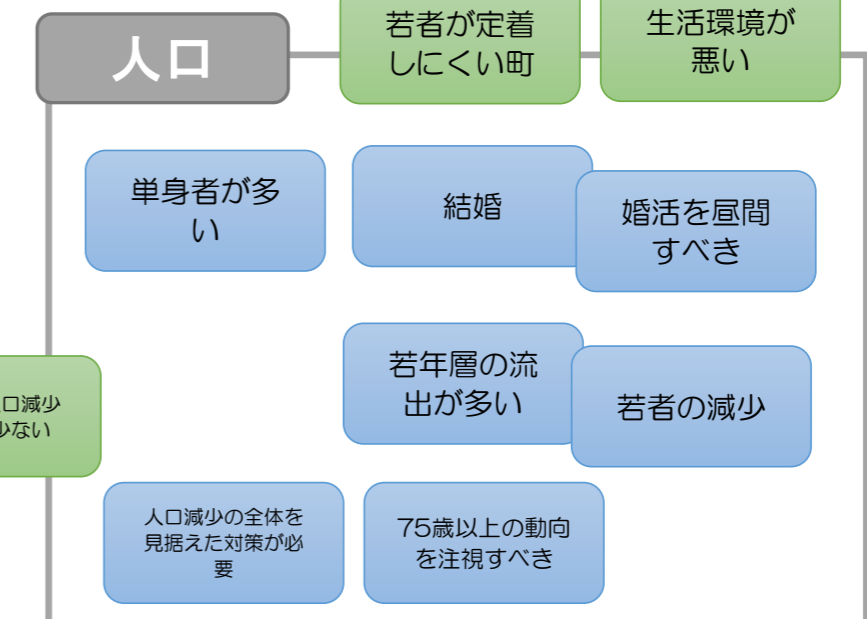 人口
若者が定着
しにくい町
生活環境が
悪い
単身者が多
い
結婚
婚活を昼間
すべき
若年層の流
出が多い
若者の減少
口減少
少ない
人口減少の全体を
見据えた対策が必
要
75歳以上の動向
を注視すべき